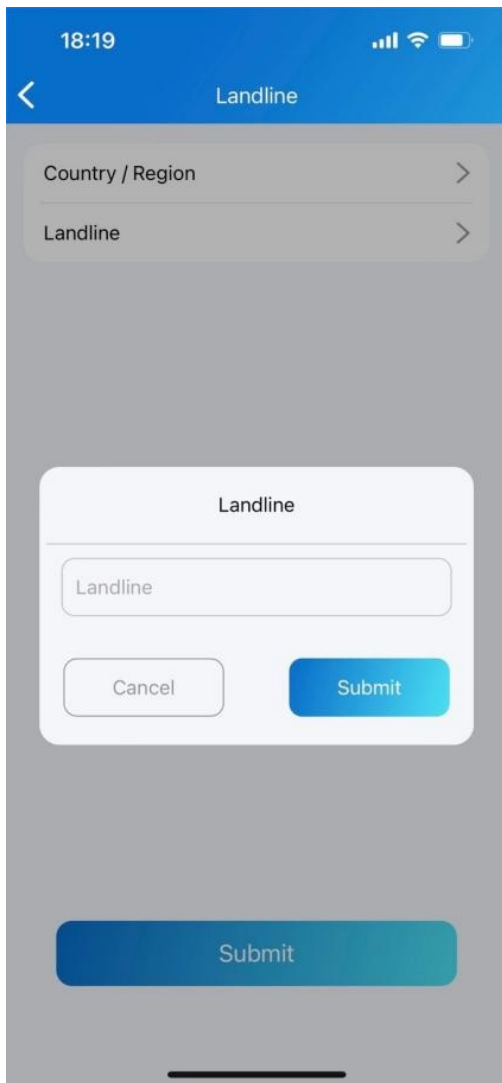 18:19
Landline
Country / Region
Landline
Landline
Landline
Cancel
Submit
Submit